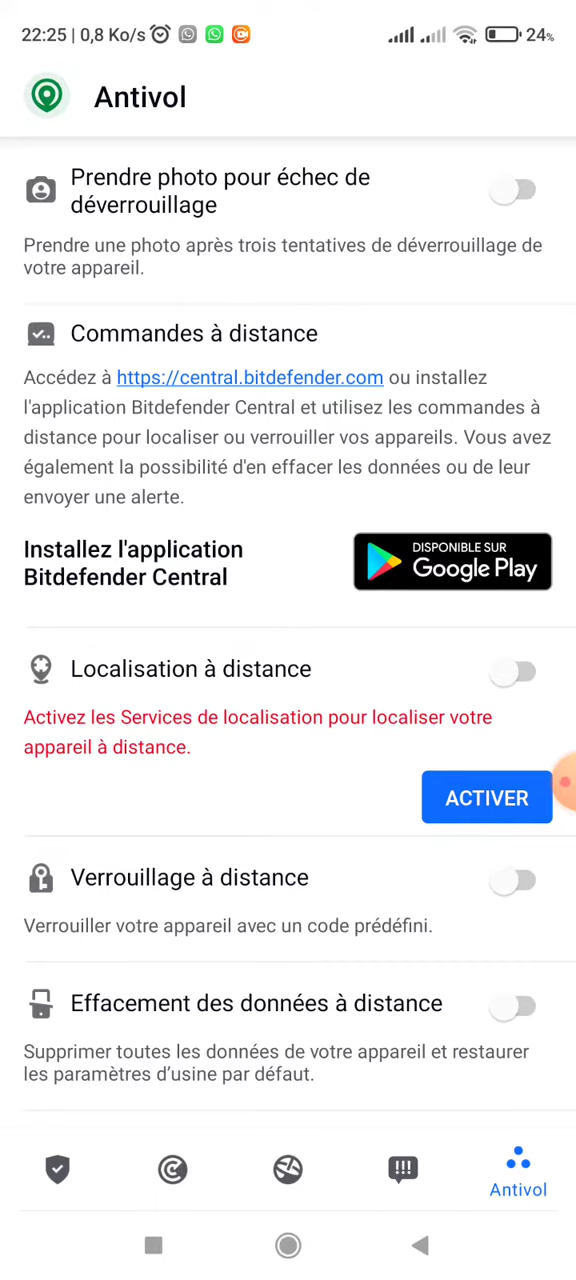 22:25 | 0,8 Ko/s
24%
Antivol
Prendre photo pour échec de
déverrouillage
Prendre une photo après trois tentatives de déverrouillage de
votre appareil.
Commandes à distance
Accédez à https://central.bitdefender.com ou installez
l'application Bitdefender Central et utilisez les commandes à
distance pour localiser ou verrouiller vos appareils. Vous avez
également la possibilité d'en effacer les données ou de leur
envoyer une alerte.
Installez l'application
Bitdefender Central
DISPONIBLE SUR
Google Play
Localisation à distance
Activez les Services de localisation pour localiser votre
appareil à distance.
ACTIVER
Verrouillage à distance
Verrouiller votre appareil avec un code prédéfini.
Effacement des données à distance
Supprimer toutes les données de votre appareil et restaurer
les paramètres d’usine par défaut.
Antivol